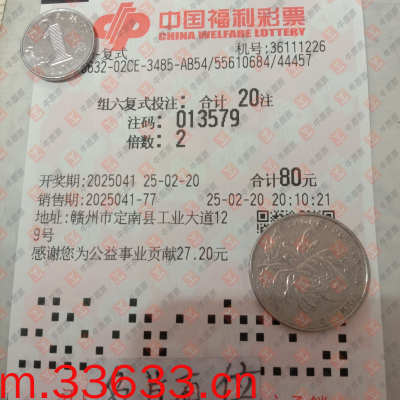 中国福利彩票
CHINA WELFARE LOTTERY
复式
机号:36111226
3632-02CE-3485-AB54/55610684/44457
组六复式投注: 合计 20注
注码: 013579
倍数: 2
开奖期:2025041 25-02-20
合计80元
销售期:2025041-77
25-02-20 20:10:21
地址:赣州市定南县工业大道12
9号
感谢您为公益事业贡献27.20元
m.33633.cn